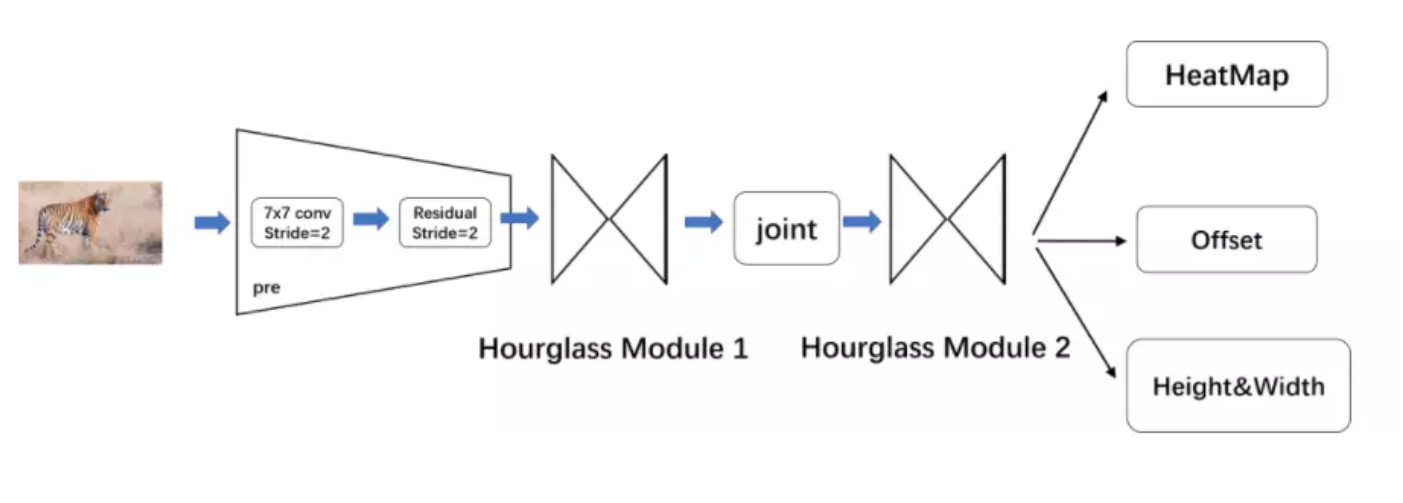 7x7 conv
Stride=2
Residual
Stride=2
pre
Hourglass Module 1
joint
Hourglass Module 2
HeatMap
Offset
Height&Width